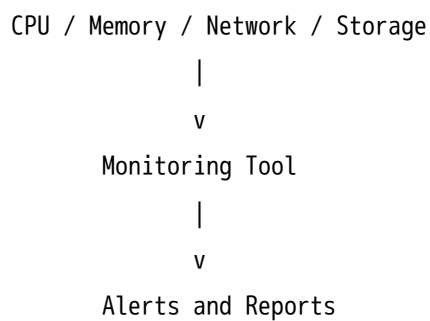 CPU / Memory / Network / Storage
|
v
Monitoring Tool
|
v
Alerts and Reports